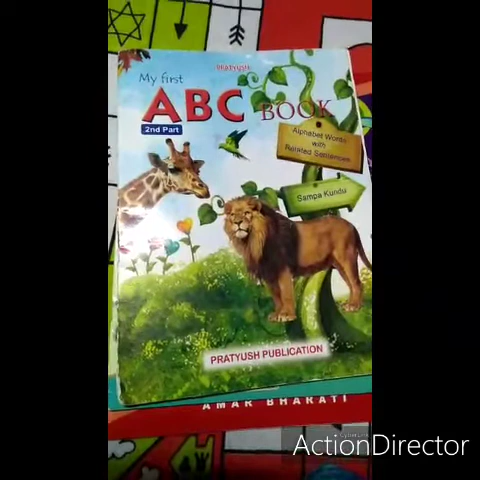 PRATYUSH
My first
ABC BOOK
2nd Part
Alphabet Words
with
Related Sentences
Sampa Kundu
PRATYUSH PUBLICATION
AMAR BHARATI
ActionDirector